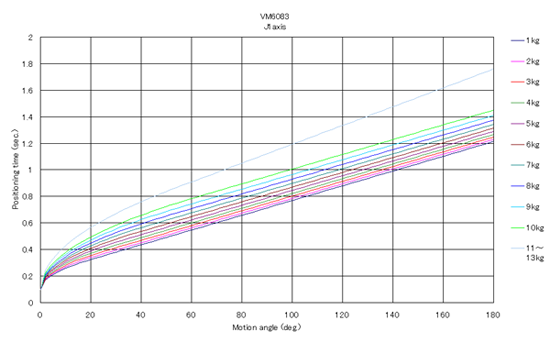 VM6083
J1axis
Positioning time (sec.)
2
1.8
1.6
1.4
1.2
1
0.8
0.6
0.4
0.2
0
0 20 40 60 80 100 120 140 160 180
Motion angle (deg.)
1kg
2kg
3kg
4kg
5kg
6kg
7kg
8kg
9kg
10kg
11～
13kg